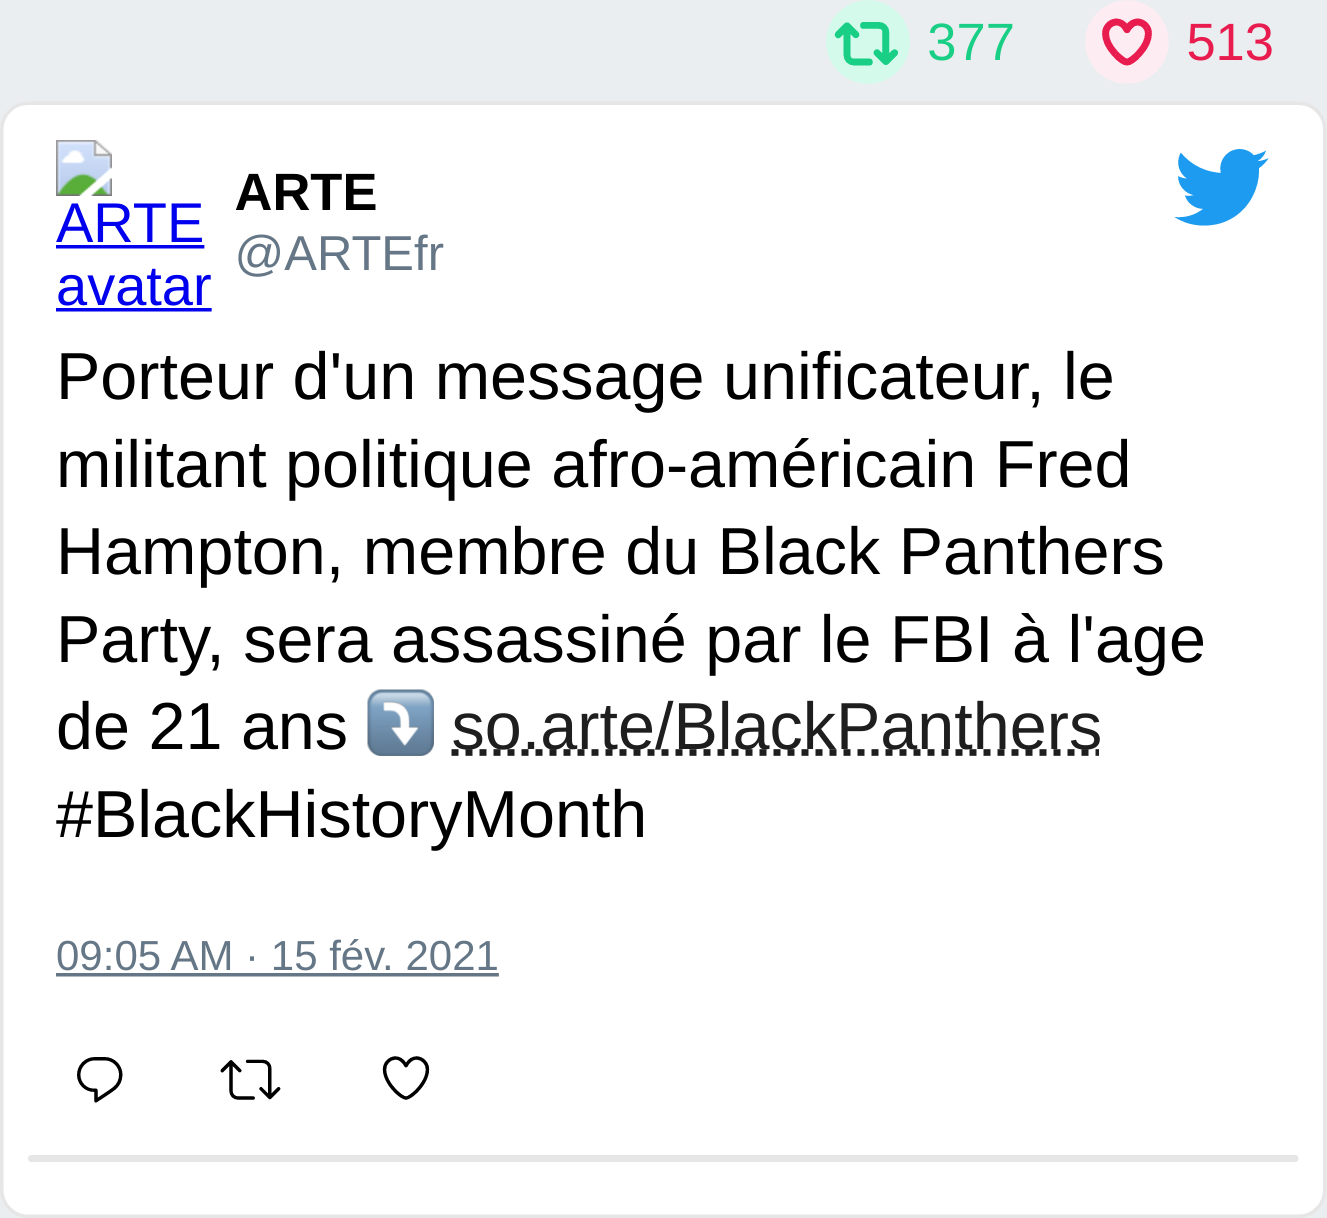 377 513
ARTE avatar
ARTE
@ARTEfr
Porteur d'un message unificateur, le
militant politique afro-américain Fred
Hampton, membre du Black Panthers
Party, sera assassiné par le FBI à l'age
de 21 ans ⤵️ so.arte/BlackPanthers
#BlackHistoryMonth
09:05 AM · 15 fév. 2021